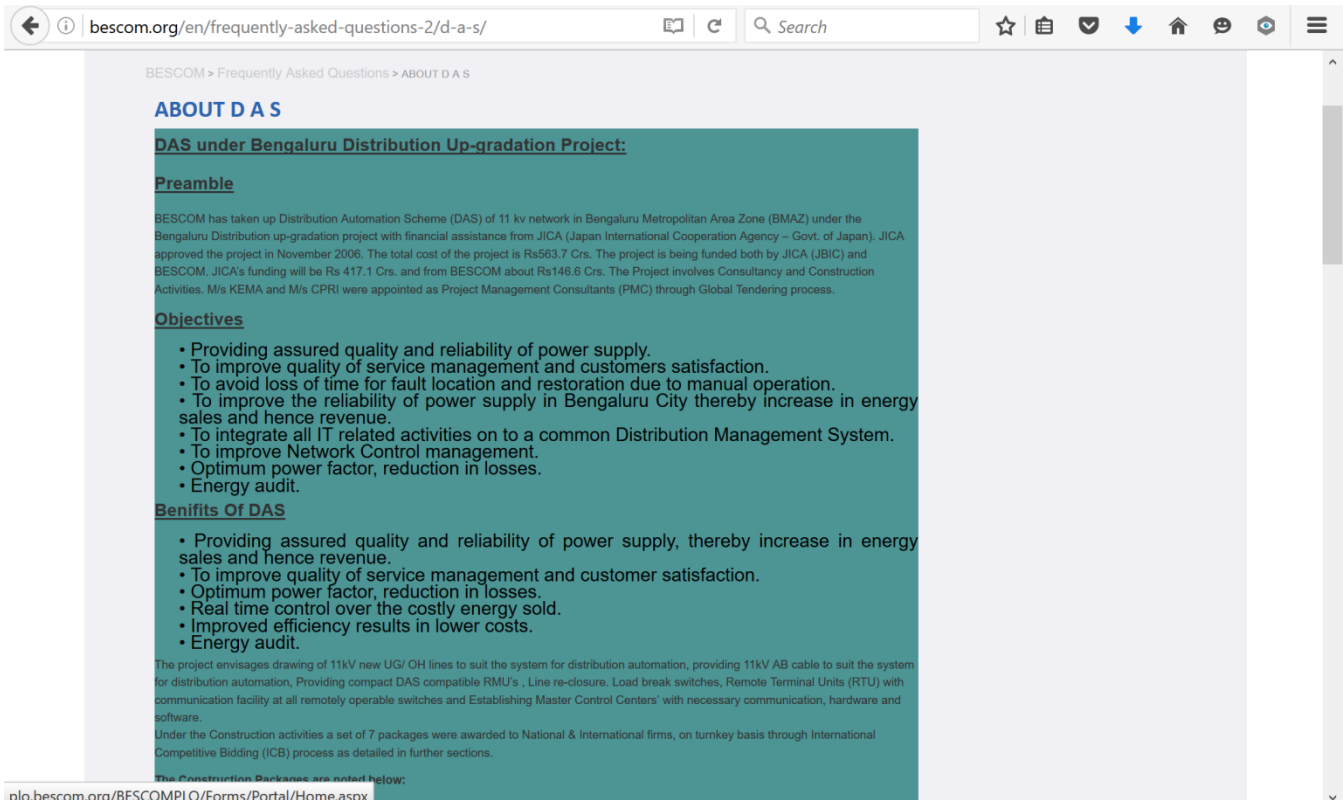 bescom.org/en/frequently-asked-questions-2/d-a-s/
Search
BESCOM > Frequently Asked Questions > ABOUT D A S
ABOUT D A S
DAS under Bengaluru Distribution Up-gradation Project:
Preamble
BESCOM has taken up Distribution Automation Scheme (DAS) of 11 kv network in Bengaluru Metropolitan Area Zone (BMAZ) under the
Bengaluru Distribution up-gradation project with financial assistance from JICA (Japan International Cooperation Agency – Govt. of Japan). JICA
approved the project in November 2006. The total cost of the project is Rs563.7 Crs. The project is being funded both by JICA (JBIC) and
BESCOM. JICA's funding will be Rs 417.1 Crs. and from BESCOM about Rs146.6 Crs. The Project involves Consultancy and Construction
Activities. M/s KEMA and M/s CPRI were appointed as Project Management Consultants (PMC) through Global Tendering process.
Objectives
• Providing assured quality and reliability of power supply.
• To improve quality of service management and customers satisfaction.
• To avoid loss of time for fault location and restoration due to manual operation.
• To improve the reliability of power supply in Bengaluru City thereby increase in energy
sales and hence revenue.
• To integrate all IT related activities on to a common Distribution Management System.
• To improve Network Control management.
• Optimum power factor, reduction in losses.
• Energy audit.
Benifits Of DAS
• Providing assured quality and reliability of power supply, thereby increase in energy
sales and hence revenue.
• To improve quality of service management and customer satisfaction.
• Optimum power factor, reduction in losses.
• Real time control over the costly energy sold.
• Improved efficiency results in lower costs.
• Energy audit.
The project envisages drawing of 11kV new UG/ OH lines to suit the system for distribution automation, providing 11kV AB cable to suit the system
for distribution automation, Providing compact DAS compatible RMU's , Line re-closure. Load break switches, Remote Terminal Units (RTU) with
communication facility at all remotely operable switches and Establishing Master Control Centers' with necessary communication, hardware and
software.
Under the Construction activities a set of 7 packages were awarded to National & International firms, on turnkey basis through International
Competitive Bidding (ICB) process as detailed in further sections.
The Construction Packages are noted below:
plo.bescom.org/BESCOMPLO/Forms/Portal/Home.aspx